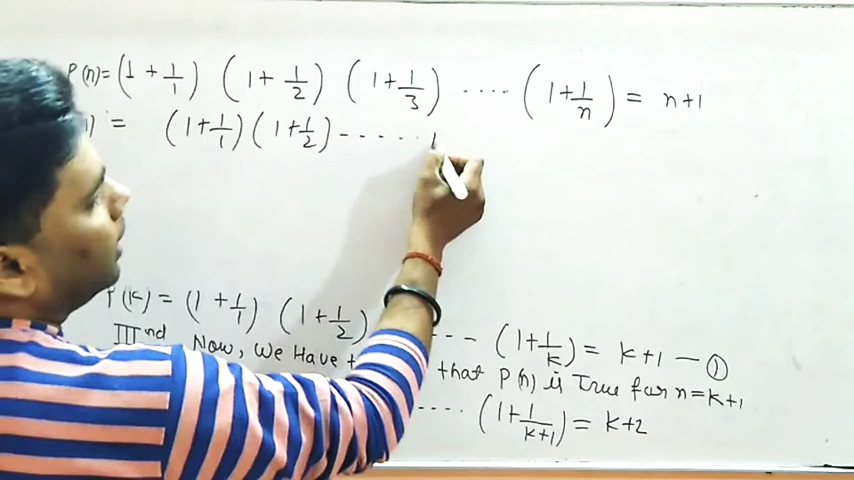 P(n) = (1 + 1/1) (1 + 1/2) (1 + 1/3) .... (1 + 1/n) = n+1
) = (1 + 1/1) (1 + 1/2) - - - - - 1
P(k) = (1 + 1/1) (1 + 1/2) - - - (1 + 1/k) = k+1 — ①
IIInd Now, We Have that P(n) is True for n = k+1
..... (1 + 1/k+1) = k+2